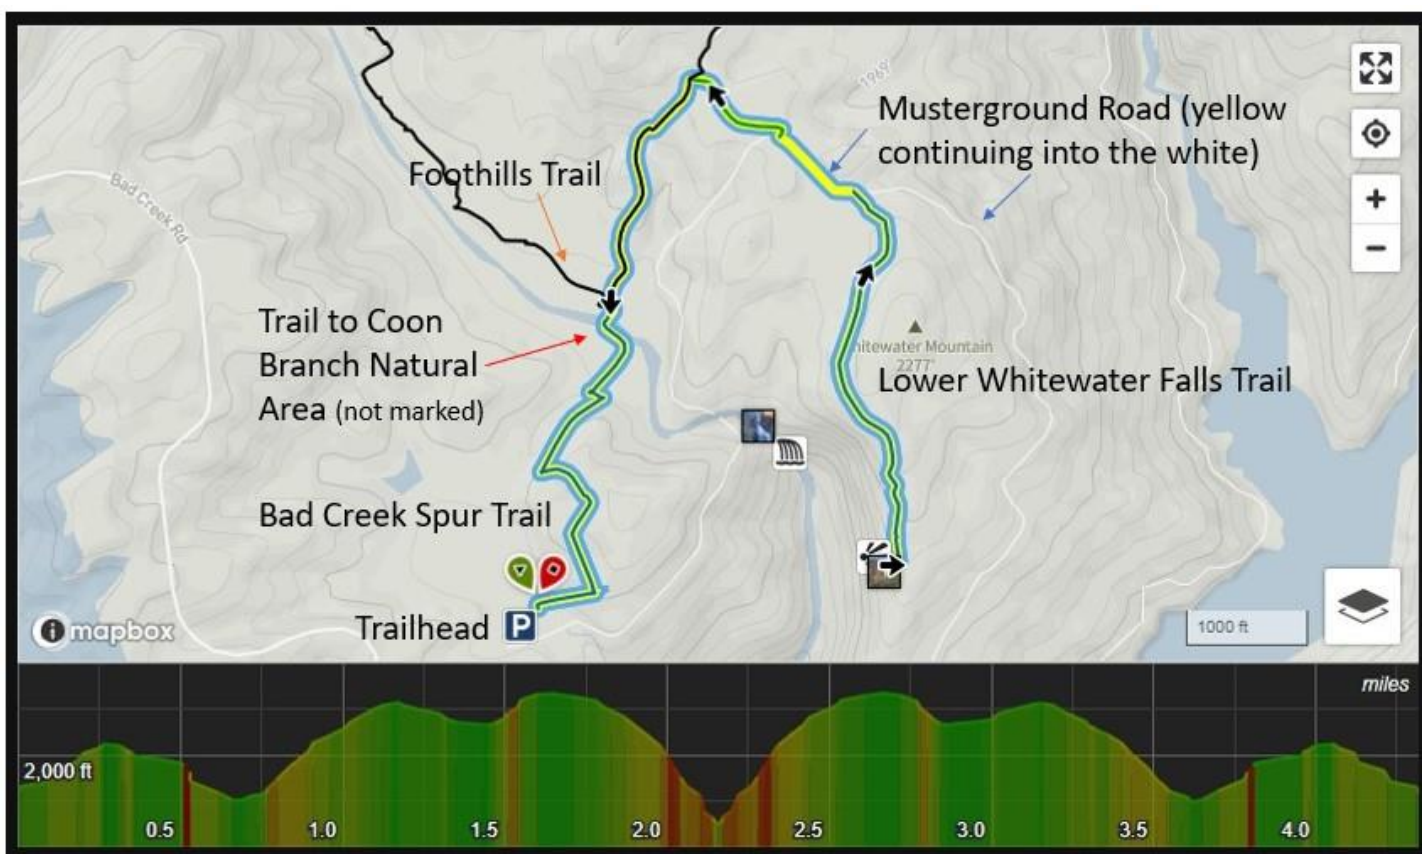 1969'
Musterground Road (yellow
continuing into the white)
Foothills Trail
Bad Creek Rd
Trail to Coon
Branch Natural
Area (not marked)
hitewater Mountain
2277'
Lower Whitewater Falls Trail
Bad Creek Spur Trail
Trailhead
P
mapbox
1000 ft
miles
2,000 ft
0.5 1.0 1.5 2.0 2.5 3.0 3.5 4.0